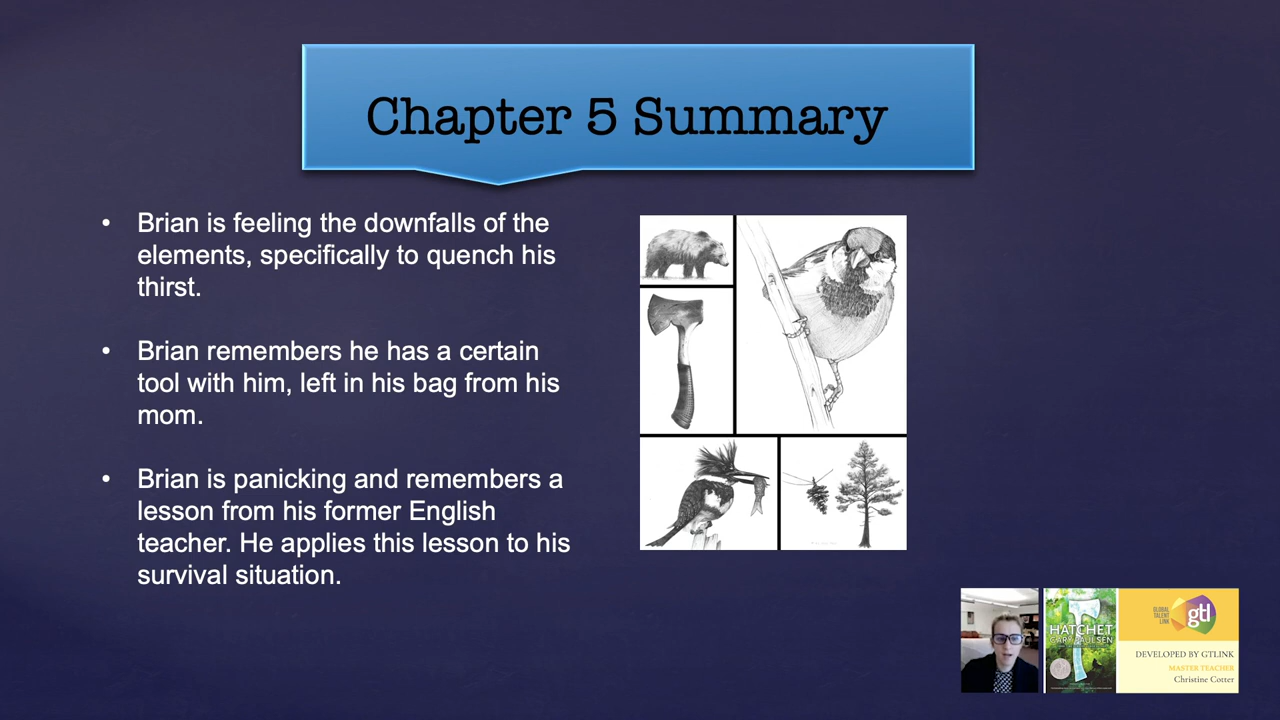 Chapter 5 Summary
• Brian is feeling the downfalls of the
elements, specifically to quench his
thirst.
• Brian remembers he has a certain
tool with him, left in his bag from his
mom.
• Brian is panicking and remembers a
lesson from his former English
teacher. He applies this lesson to his
survival situation.
HATCHET
GARY PAULSEN
GLOBAL
TALENT
LINK
gtl
DEVELOPED BY GTLINK
MASTER TEACHER
Christine Cotter